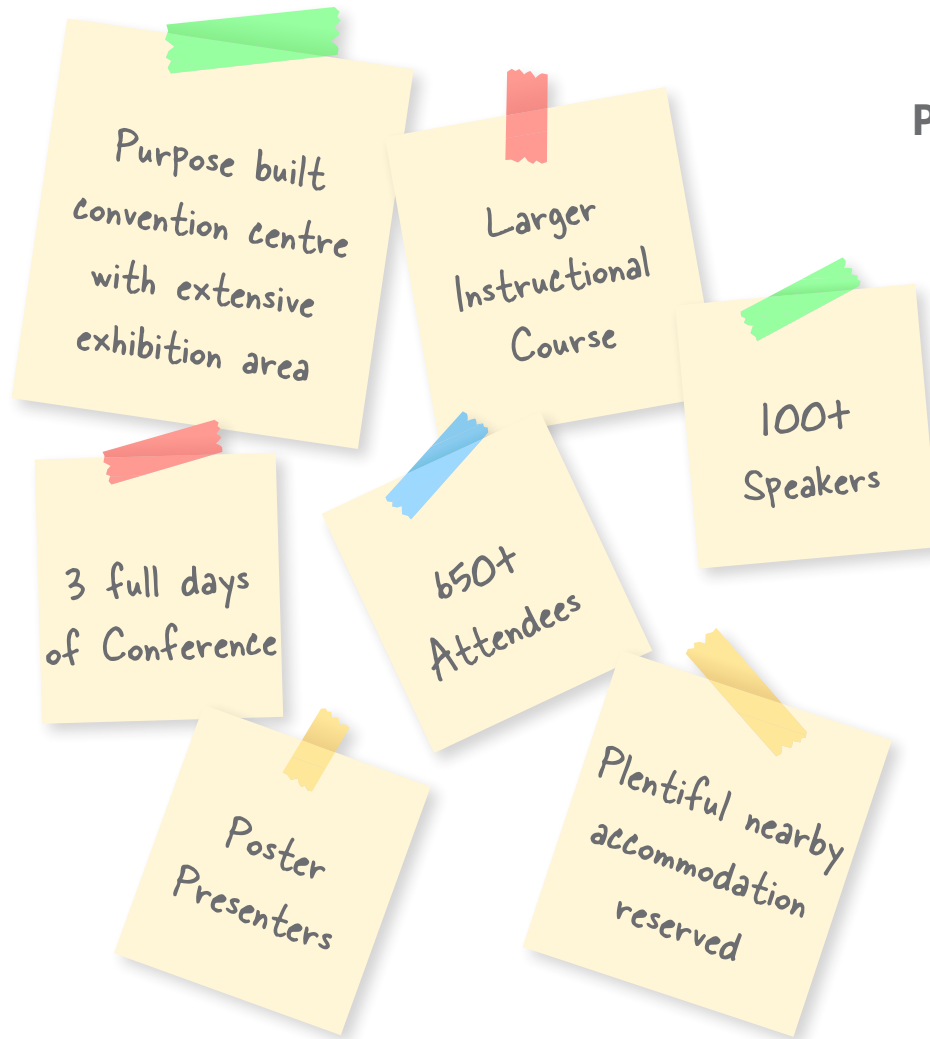 Purpose built
convention centre
with extensive
exhibition area
Larger
Instructional
Course
100+
Speakers
3 full days
of Conference
650+
Attendees
Poster
Presenters
Plentiful nearby
accommodation
reserved
P